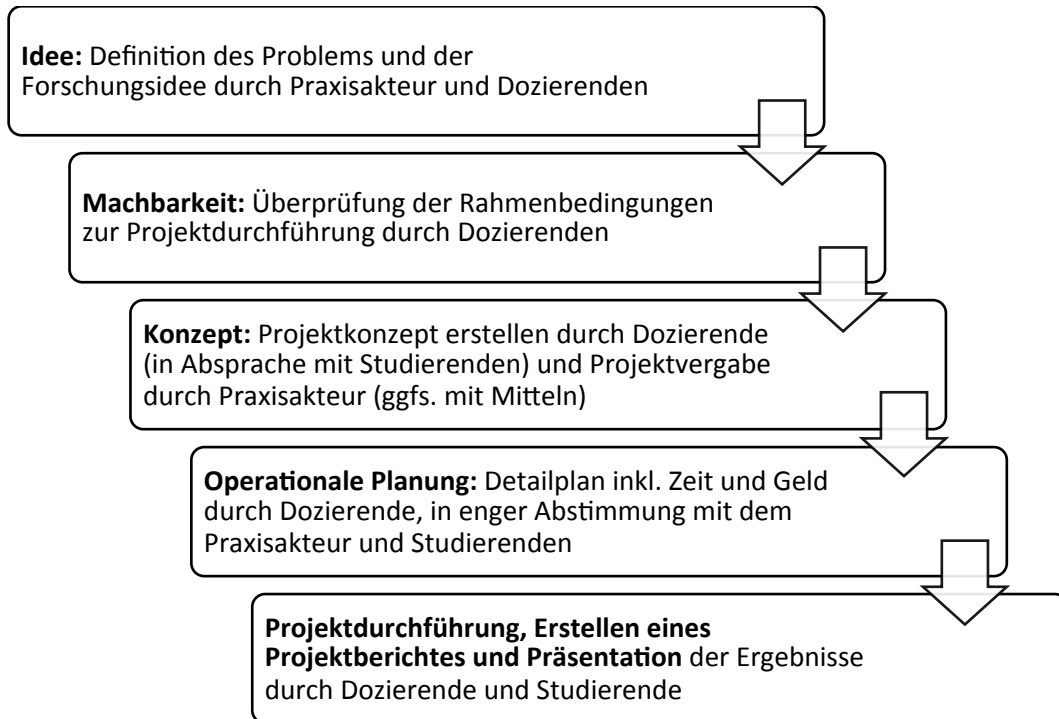 Idee: Definition des Problems und der
Forschungsidee durch Praxisakteur und Dozierenden
Machbarkeit: Überprüfung der Rahmenbedingungen
zur Projektdurchführung durch Dozierenden
Konzept: Projektkonzept erstellen durch Dozierende
(in Absprache mit Studierenden) und Projektvergabe
durch Praxisakteur (ggfs. mit Mitteln)
Operationale Planung: Detailplan inkl. Zeit und Geld
durch Dozierende, in enger Abstimmung mit dem
Praxisakteur und Studierenden
Projektdurchführung, Erstellen eines
Projektberichtes und Präsentation der Ergebnisse
durch Dozierende und Studierende